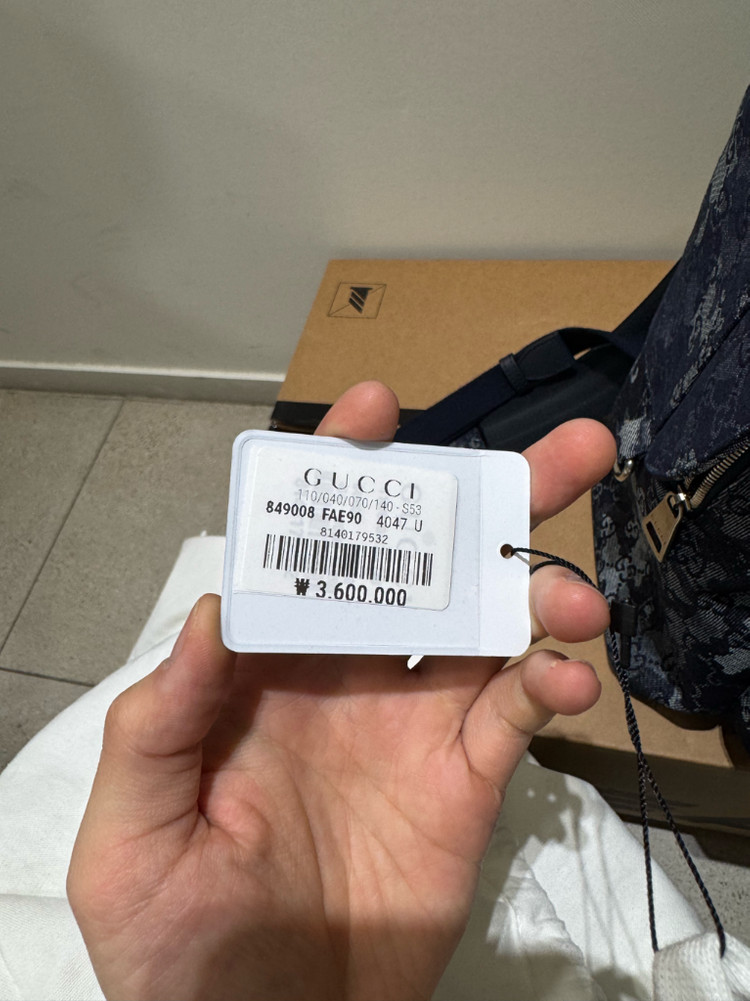 GUCCI
110/040/070/140 - S53
849008 FAE90 4047 U
8140179532
₩ 3.600.000